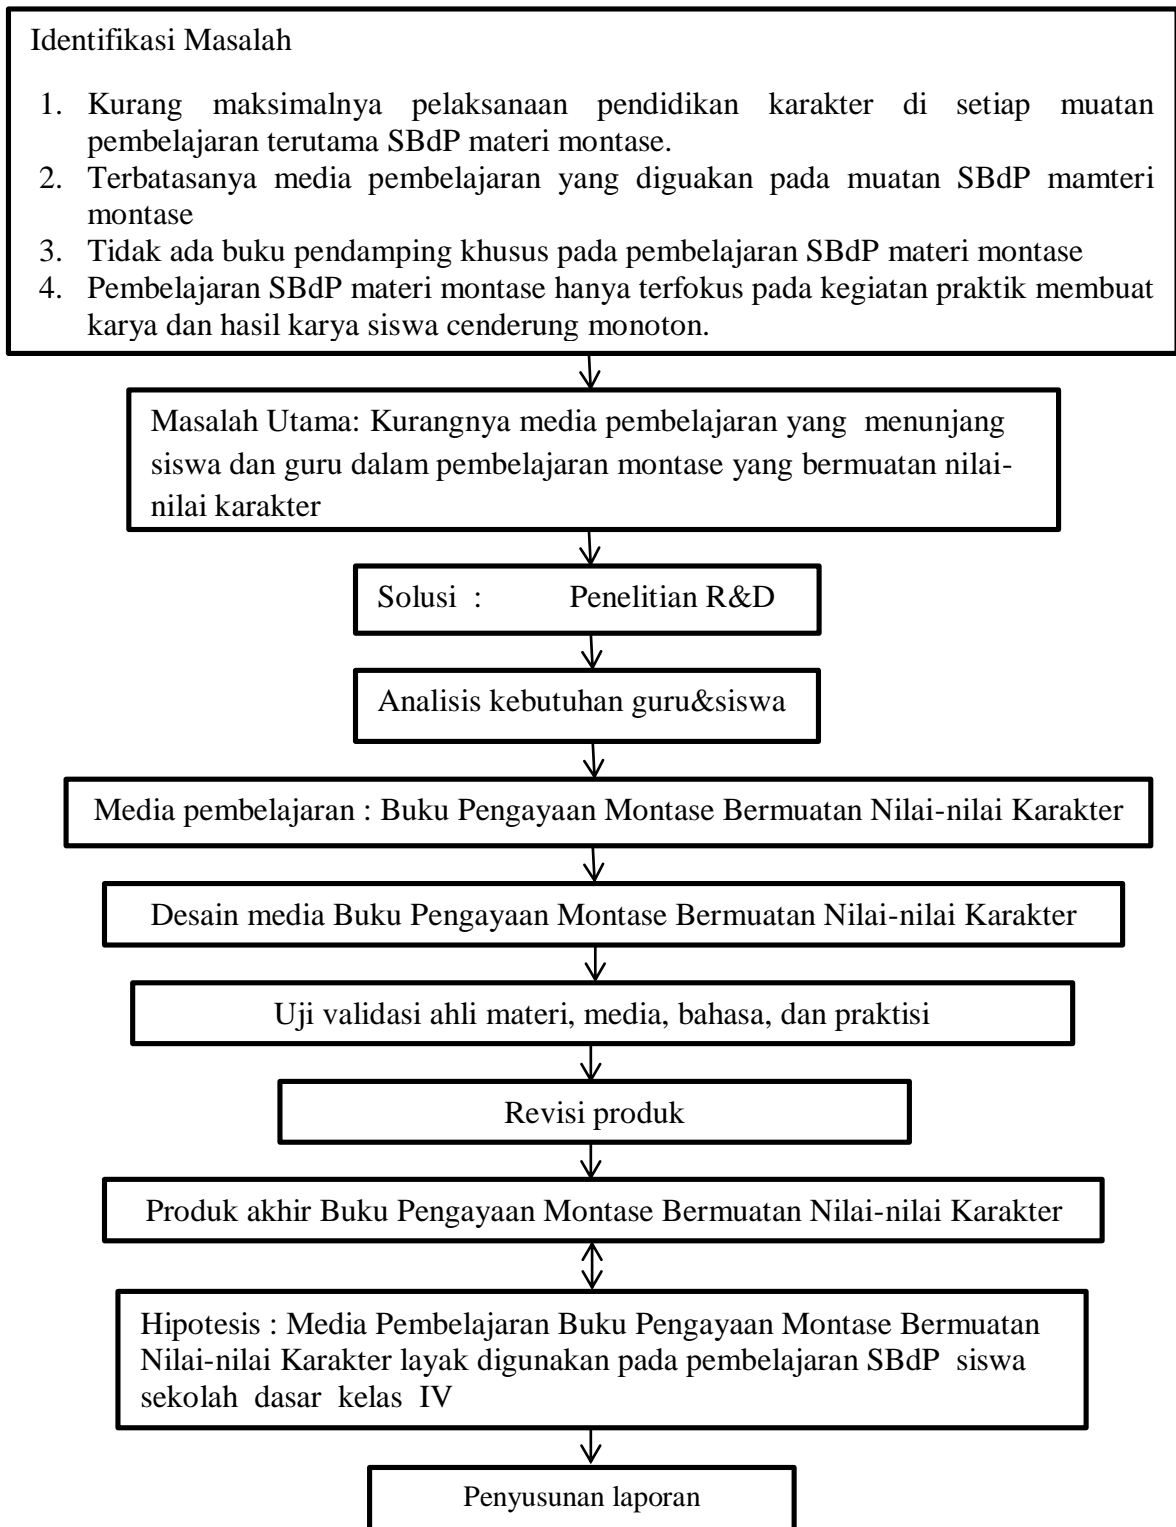 Identifikasi Masalah
1. Kurang maksimalnya pelaksanaan pendidikan karakter di setiap muatan
pembelajaran terutama SBdP materi montase.
2. Terbatasanya media pembelajaran yang diguakan pada muatan SBdP mamteri
montase
3. Tidak ada buku pendamping khusus pada pembelajaran SBdP materi montase
4. Pembelajaran SBdP materi montase hanya terfokus pada kegiatan praktik membuat
karya dan hasil karya siswa cenderung monoton.
Masalah Utama: Kurangnya media pembelajaran yang menunjang
siswa dan guru dalam pembelajaran montase yang bermuatan nilai-
nilai karakter
Solusi : Penelitian R&D
Analisis kebutuhan guru&siswa
Media pembelajaran : Buku Pengayaan Montase Bermuatan Nilai-nilai Karakter
Desain media Buku Pengayaan Montase Bermuatan Nilai-nilai Karakter
Uji validasi ahli materi, media, bahasa, dan praktisi
Revisi produk
Produk akhir Buku Pengayaan Montase Bermuatan Nilai-nilai Karakter
Hipotesis : Media Pembelajaran Buku Pengayaan Montase Bermuatan
Nilai-nilai Karakter layak digunakan pada pembelajaran SBdP siswa
sekolah dasar kelas IV
Penyusunan laporan